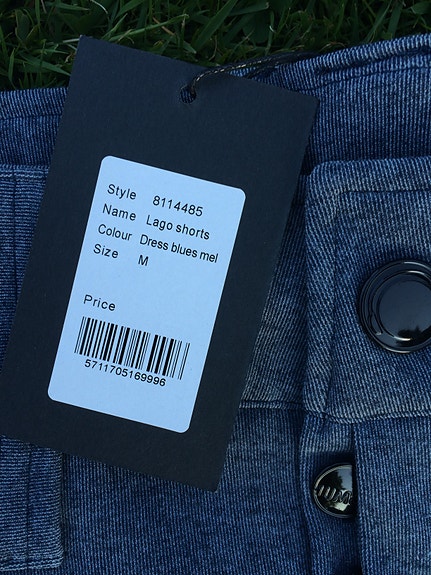 Style 8114485
Name Lago shorts
Colour Dress blues mel
Size M
Price
5711705169996